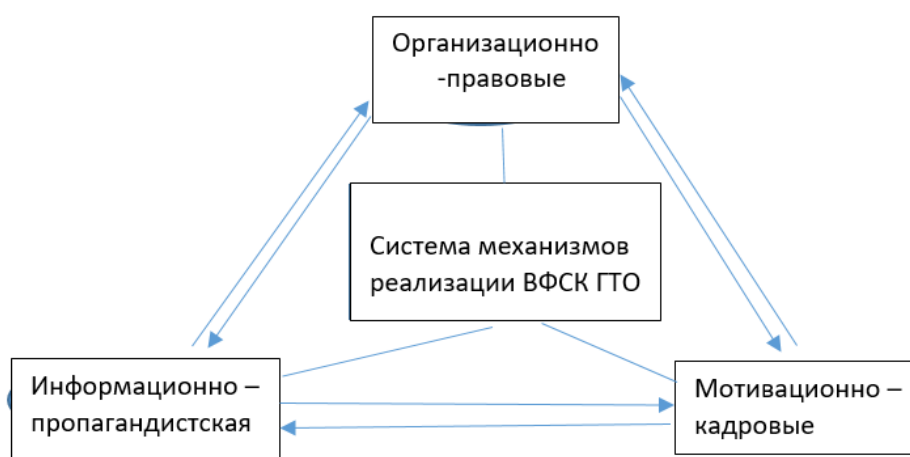 Организационно
-правовые
Система механизмов
реализации ВФСК ГТО
Информационно –
пропагандистская
Мотивационно –
кадровые